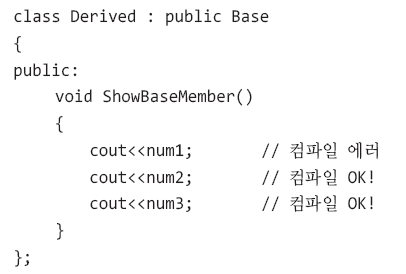 class Derived : public Base
{
public:
    void ShowBaseMember()
    {
        cout<<num1;        // 컴파일 에러
        cout<<num2;        // 컴파일 OK!
        cout<<num3;        // 컴파일 OK!
    }
};